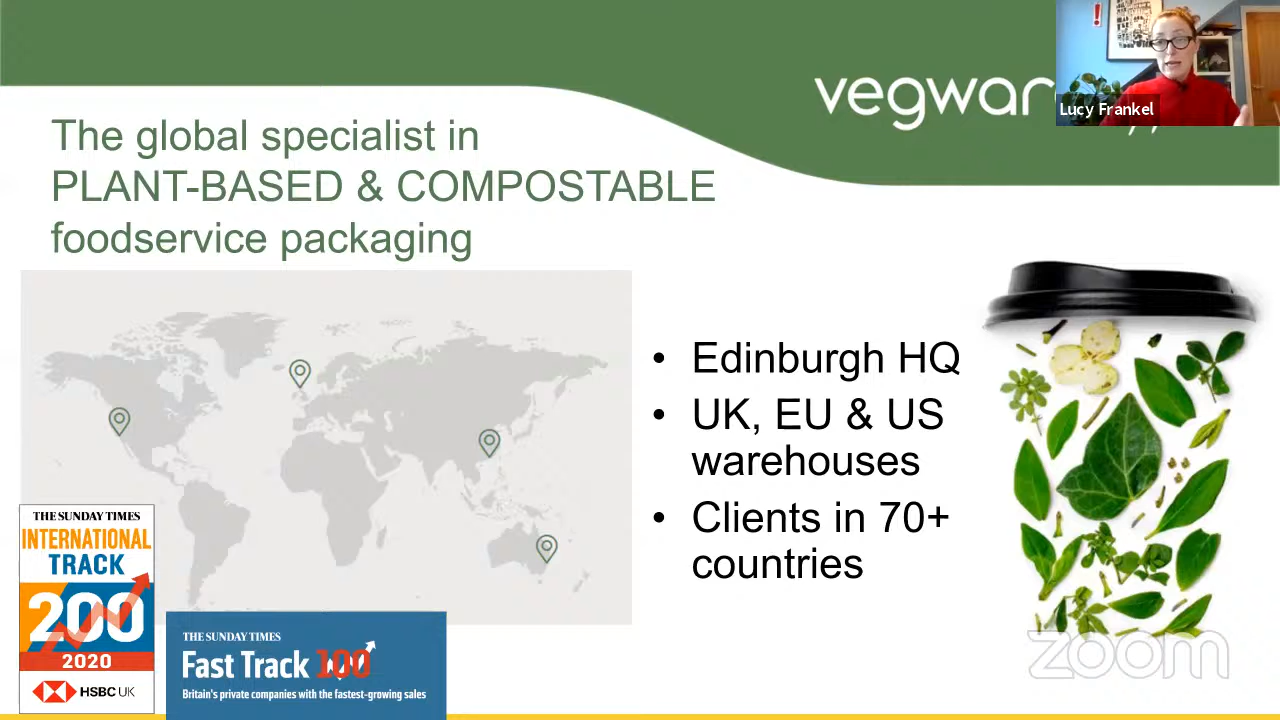 vegwar
Lucy Frankel
The global specialist in
PLANT-BASED & COMPOSTABLE
foodservice packaging
• Edinburgh HQ
• UK, EU & US
warehouses
• Clients in 70+
countries
THE SUNDAY TIMES
INTERNATIONAL
TRACK
200
2020
HSBC UK
THE SUNDAY TIMES
Fast Track 100
Britain's private companies with the fastest-growing sales
zoom